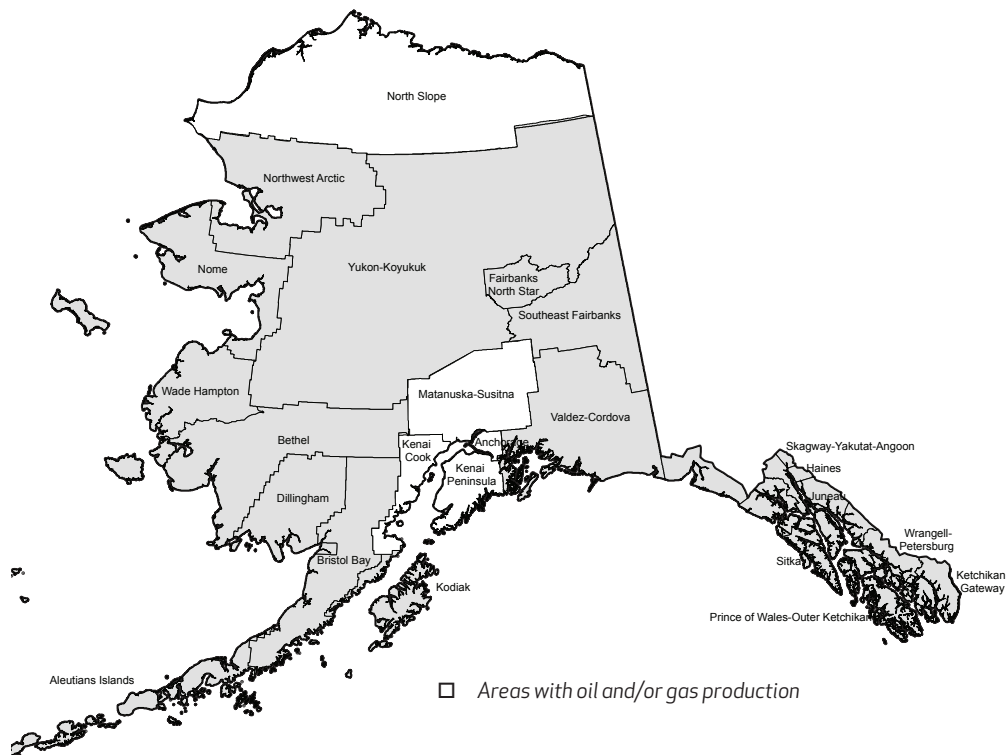 North Slope
Northwest Arctic
Nome
Yukon-Koyukuk
Fairbanks
North Star
Southeast Fairbanks
Wade Hampton
Matanuska-Susitna
Valdez-Cordova
Bethel
Kenai
Cook
Anchorage
Kenai
Peninsula
Dillingham
Bristol Bay
Kodiak
Aleutians Islands
Skagway-Yakutat-Angoon
Haines
Juneau
Wrangell-
Petersburg
Sitka
Ketchikan
Gateway
Prince of Wales-Outer Ketchikan
Areas with oil and/or gas production